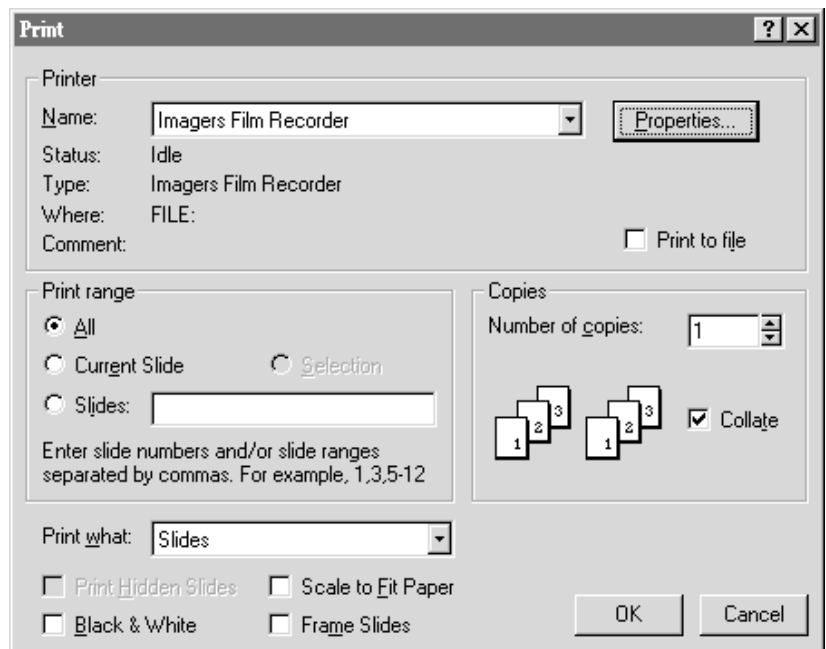 Print
Printer
Name: Imagers Film Recorder Properties...
Status: Idle
Type: Imagers Film Recorder
Where: FILE:
Comment: Print to file
Print range
All
Current Slide Selection
Slides:
Enter slide numbers and/or slide ranges
separated by commas. For example, 1,3,5-12
Copies
Number of copies: 1
1 2 3 1 2 3 Collate
Print what: Slides
Print Hidden Slides Scale to Fit Paper
Black & White Frame Slides
OK Cancel